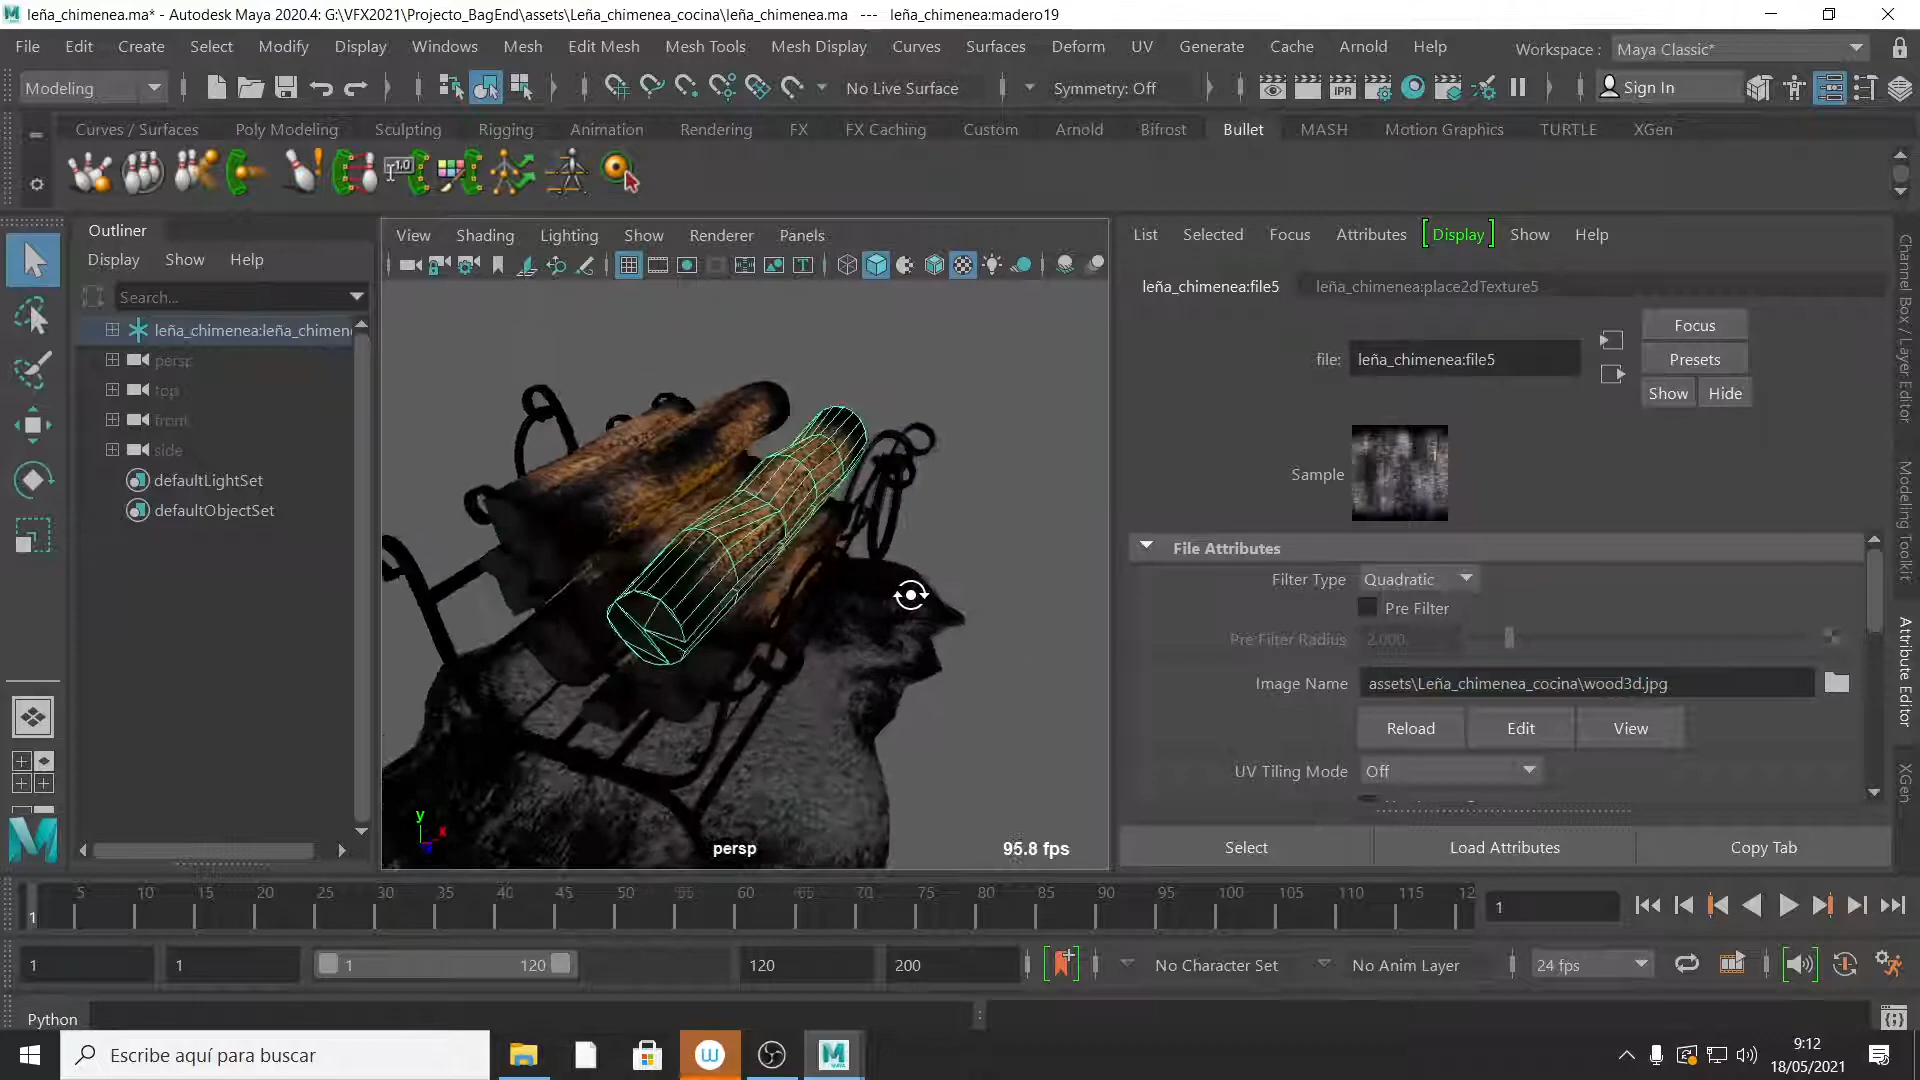 leña_chimenea.ma* - Autodesk Maya 2020.4: G:\VFX2021\Projecto_BagEnd\assets\Leña_chimenea_cocina\leña_chimenea.ma --- leña_chimenea:madero19
File Edit Create Select Modify Display Windows Mesh Edit Mesh Mesh Tools Mesh Display Curves Surfaces Deform UV Generate Cache Arnold Help Workspace : Maya Classic*
Modeling No Live Surface Symmetry: Off IPR Sign In
Curves / Surfaces Poly Modeling Sculpting Rigging Animation Rendering FX FX Caching Custom Arnold Bifrost Bullet MASH Motion Graphics TURTLE XGen
1.0
Outliner
Display Show Help
Search...
leña_chimenea:leña_chimen
persp
top
front
side
defaultLightSet
defaultObjectSet
View Shading Lighting Show Renderer Panels
y
x
persp
95.8 fps
List Selected Focus Attributes Display Show Help
leña_chimenea:file5 leña_chimenea:place2dTexture5
file: leña_chimenea:file5
Focus
Presets
Show Hide
Sample
File Attributes
Filter Type Quadratic
Pre Filter
Pre Filter Radius 2.000
Image Name assets\Leña_chimenea_cocina\wood3d.jpg
Reload Edit View
UV Tiling Mode Off
Select Load Attributes Copy Tab
Channel Box / Layer Editor
Modeling Toolkit
Attribute Editor
XGen
5 10 15 20 25 30 35 40 45 50 55 60 65 70 75 80 85 90 95 100 105 110 115 12
1
1
1 1 1 120 120 200 No Character Set No Anim Layer 24 fps
Python
Escribe aquí para buscar
9:12
18/05/2021